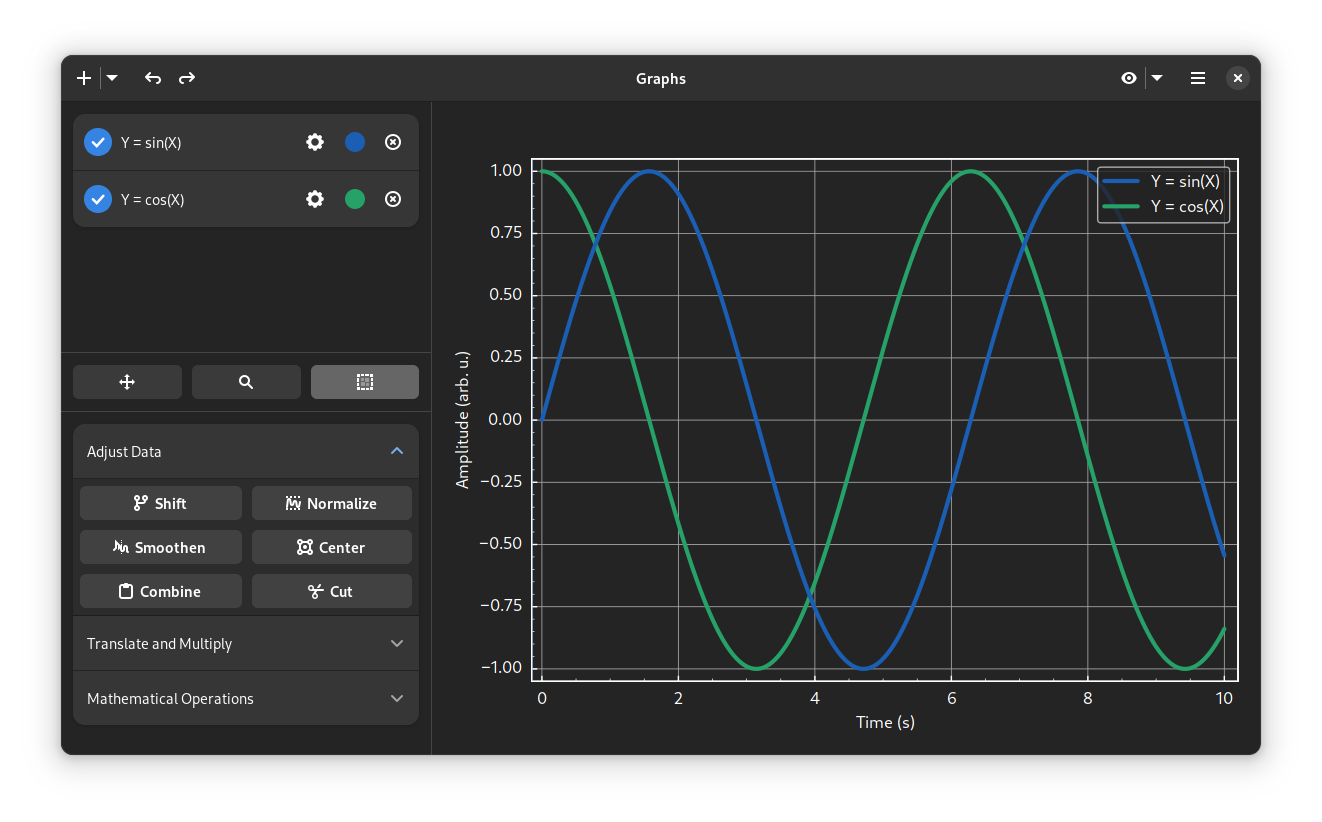 Graphs
Y = sin(X)
Y = cos(X)
Adjust Data
Shift
Normalize
Smoothen
Center
Combine
Cut
Translate and Multiply
Mathematical Operations
Y = sin(X)
Y = cos(X)
Amplitude (arb. u.)
1.00
0.75
0.50
0.25
0.00
−0.25
−0.50
−0.75
−1.00
0 2 4 6 8 10
Time (s)